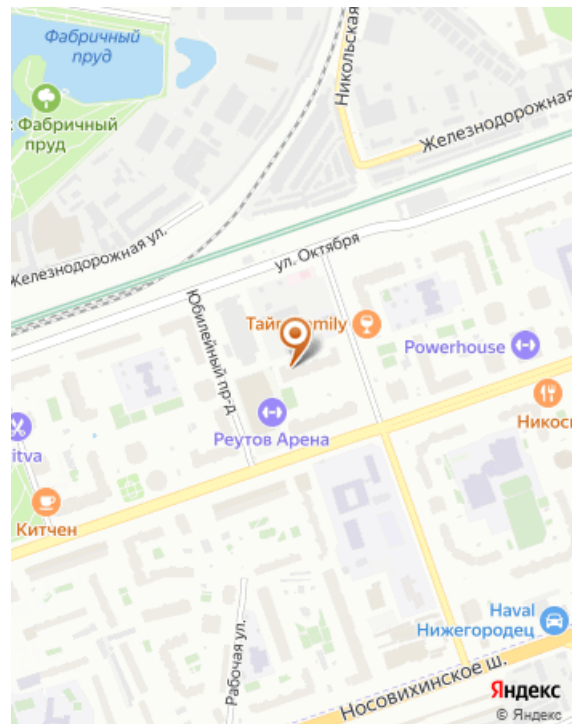 Фабричный
пруд
Никольская
Фабричный
пруд
Железнодорожная
Железнодорожная ул.
ул. Октября
Юбилейный пр-д
Powerhouse
Реутов Арена
Китчен
Рабочая ул.
Haval
Нижегородец
Носовихинское ш.
Яндекс
© Яндекс